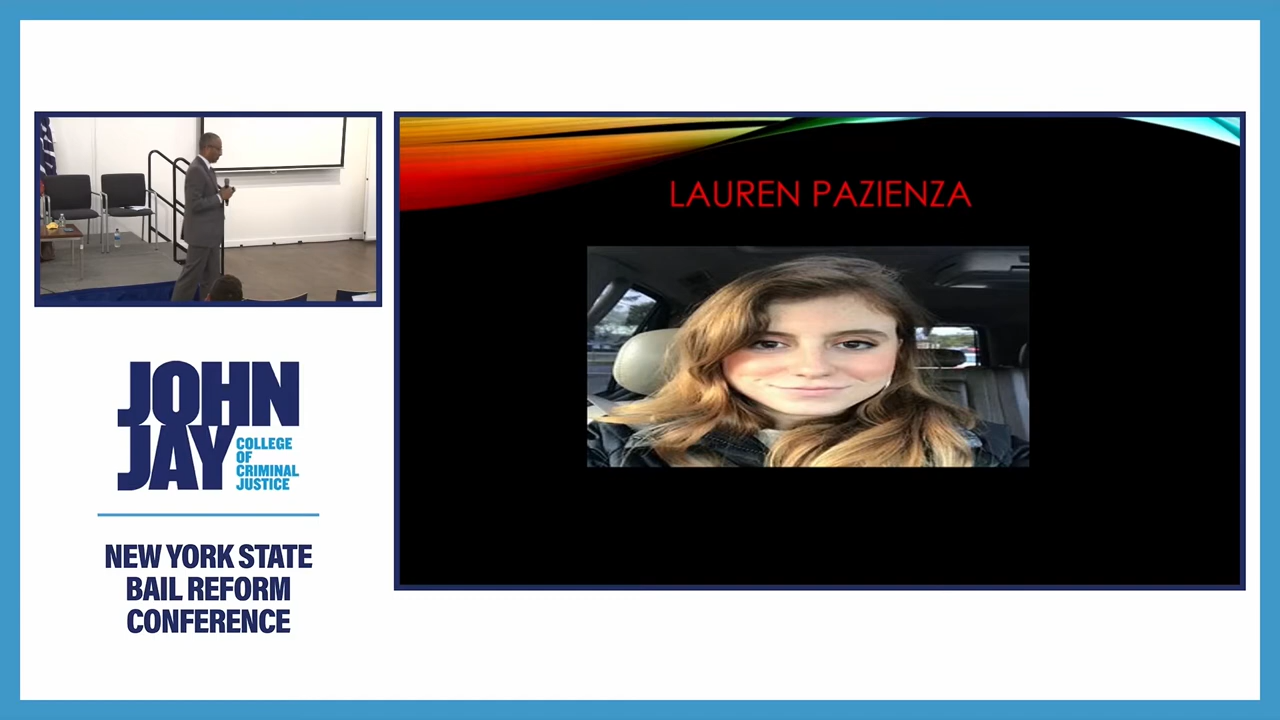 LAUREN PAZIENZA
JOHN
JAY
COLLEGE
OF
CRIMINAL
JUSTICE
NEW YORK STATE
BAIL REFORM
CONFERENCE